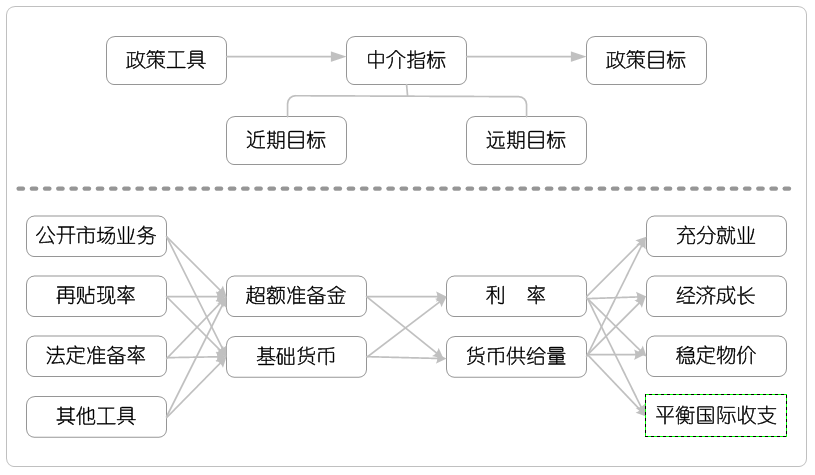 政策工具
中介指标
政策目标
近期目标
远期目标
公开市场业务
再贴现率
法定准备率
其他工具
超额准备金
基础货币
利　率
货币供给量
充分就业
经济成长
稳定物价
平衡国际收支